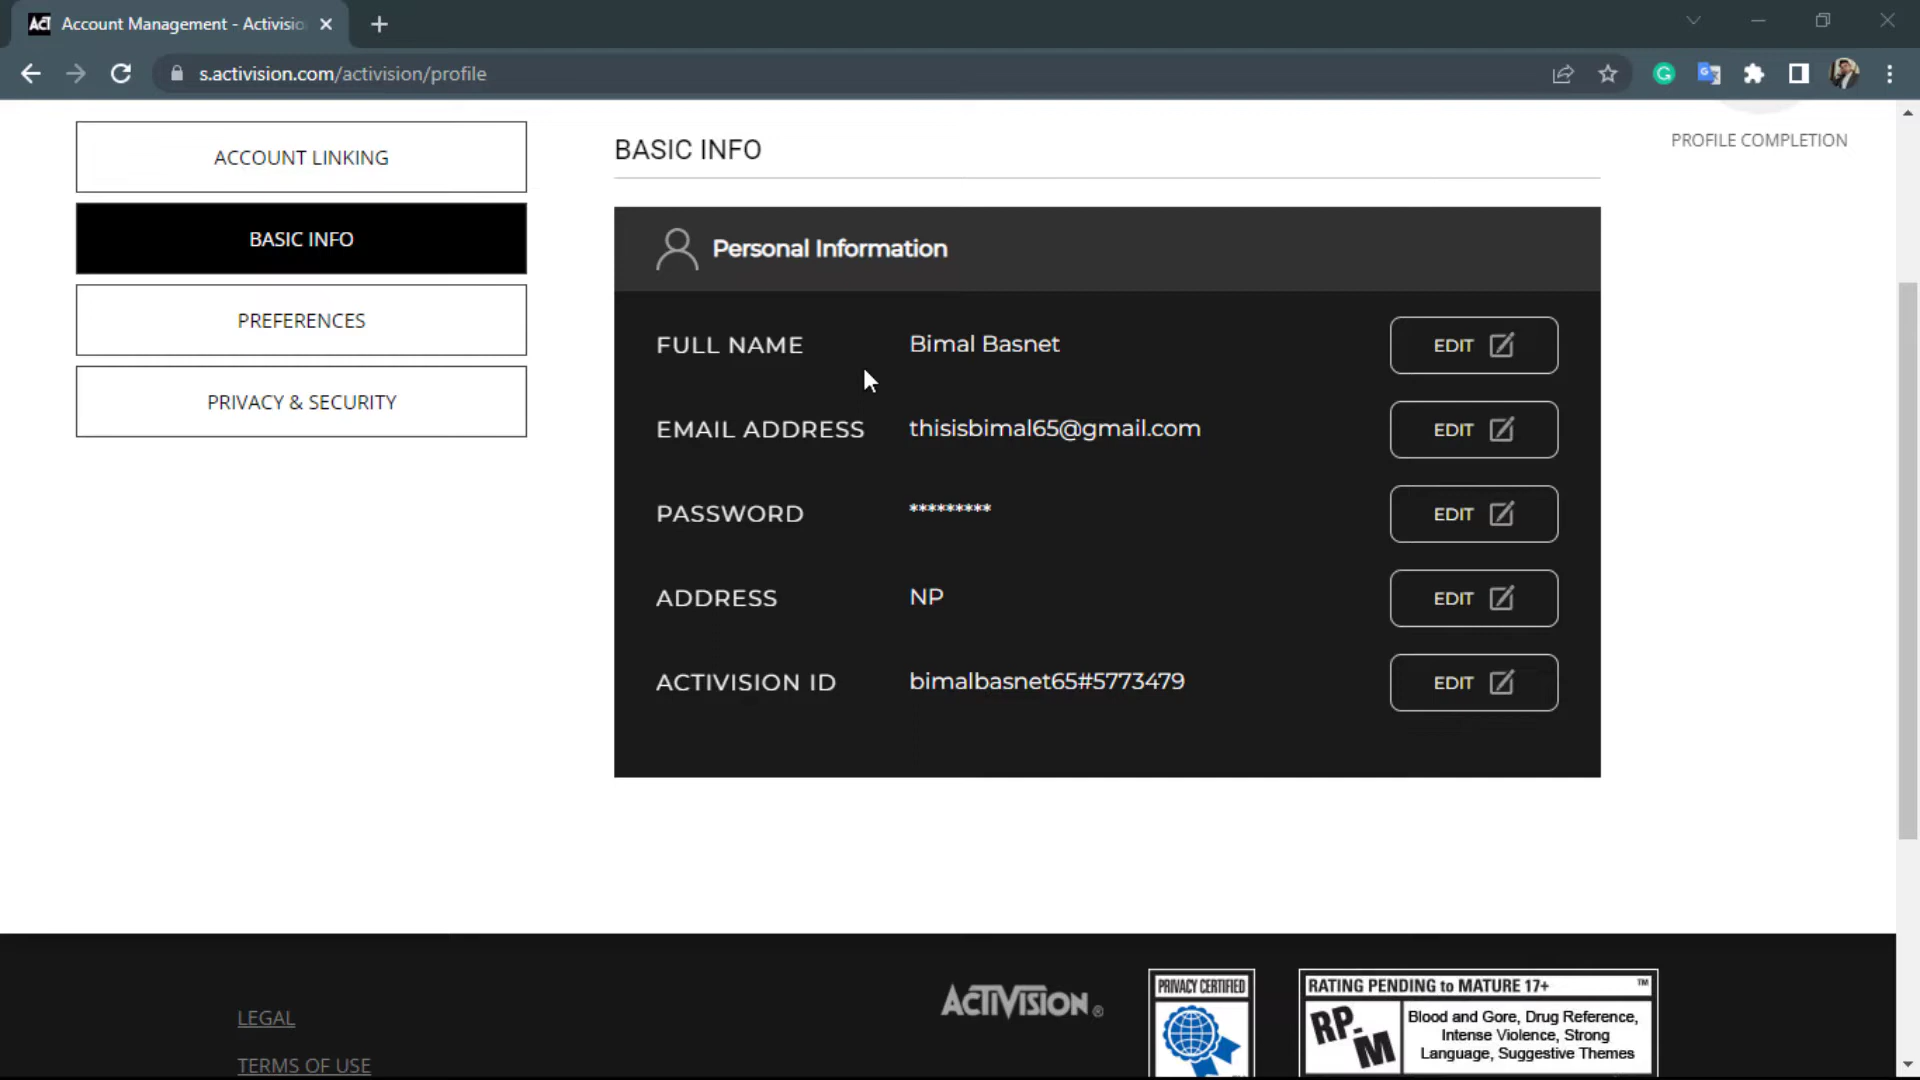 ACT Account Management - Activisio
s.activision.com/activision/profile
ACCOUNT LINKING
BASIC INFO
PREFERENCES
PRIVACY & SECURITY
BASIC INFO
PROFILE COMPLETION
Personal Information
FULL NAME Bimal Basnet EDIT
EMAIL ADDRESS thisisbimal65@gmail.com EDIT
PASSWORD ********* EDIT
ADDRESS NP EDIT
ACTIVISION ID bimalbasnet65#5773479 EDIT
LEGAL
TERMS OF USE
ACTIVISION®
PRIVACY CERTIFIED
RATING PENDING to MATURE 17+ ™
RP-M
Blood and Gore, Drug Reference,
Intense Violence, Strong
Language, Suggestive Themes